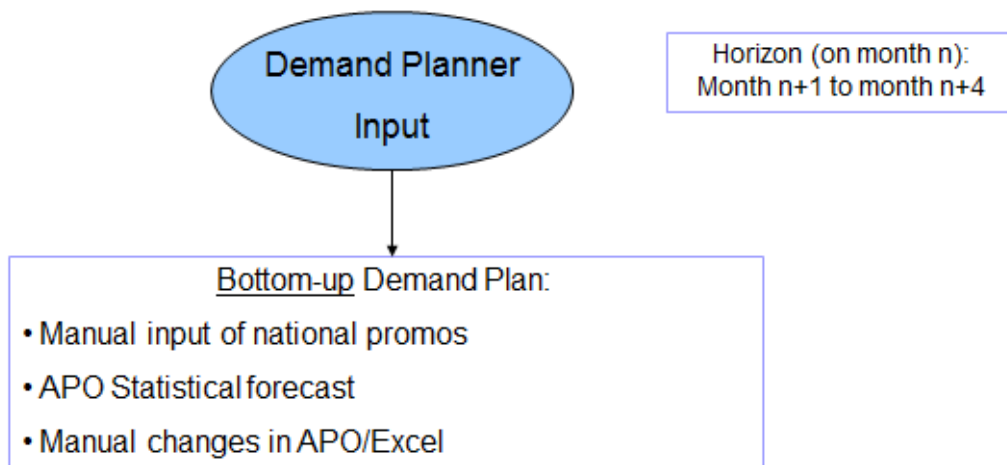 Demand Planner
Input
Horizon (on month n):
Month n+1 to month n+4
Bottom-up Demand Plan:
• Manual input of national promos
• APO Statistical forecast
• Manual changes in APO/Excel